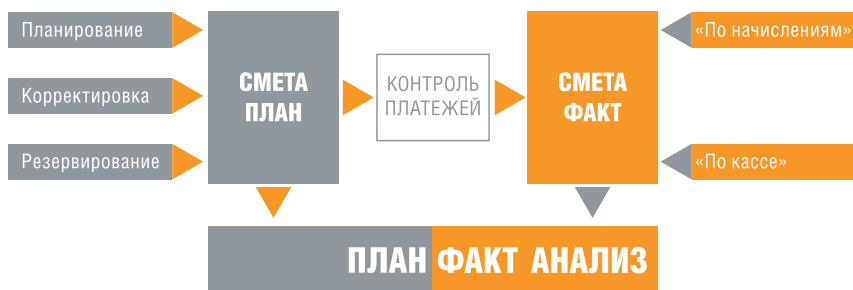 Планирование
Корректировка
Резервирование
СМЕТА
ПЛАН
КОНТРОЛЬ
ПЛАТЕЖЕЙ
СМЕТА
ФАКТ
«По начислениям»
«По кассе»
ПЛАН ФАКТ АНАЛИЗ